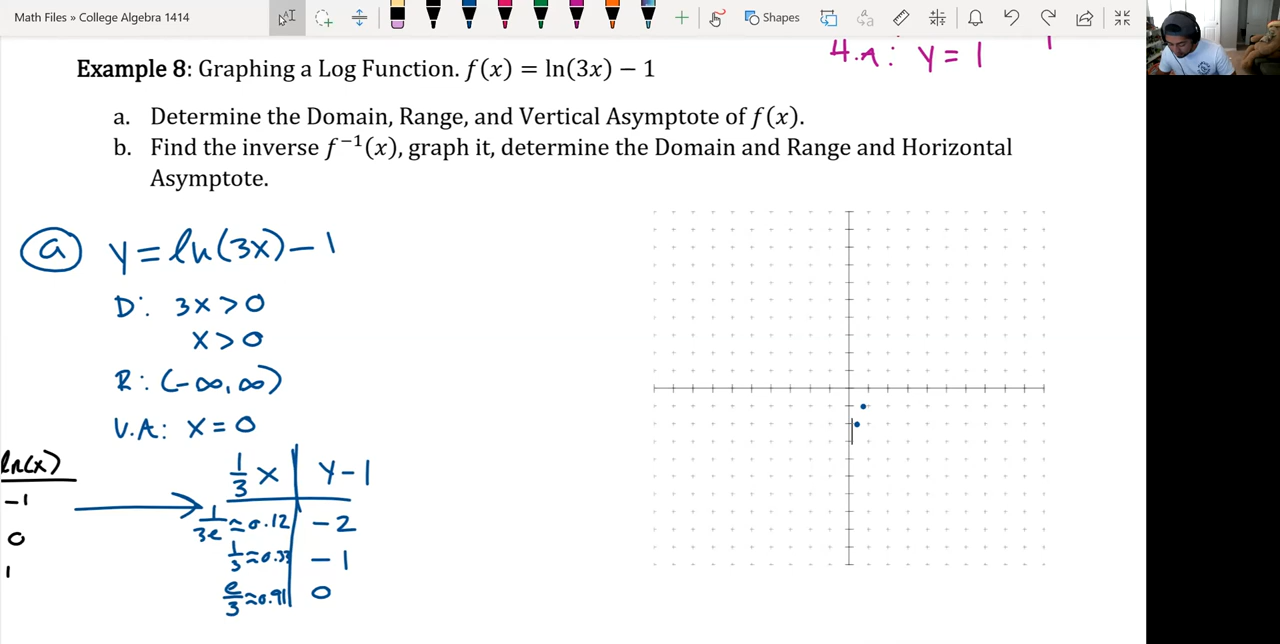 Math Files » College Algebra 1414
Shapes
4.A: y = 1
Example 8: Graphing a Log Function. f(x) = ln(3x) − 1
a. Determine the Domain, Range, and Vertical Asymptote of f(x).
b. Find the inverse f⁻¹(x), graph it, determine the Domain and Range and Horizontal
Asymptote.
(a) y = ln(3x) − 1
D: 3x > 0
x > 0
R: (−∞, ∞)
V.A: x = 0
ln(x)
−1
0
1
1/3 x | y − 1
1/3e ≈ 0.12 | −2
1/3 ≈ 0.33 | −1
e/3 ≈ 0.91 | 0